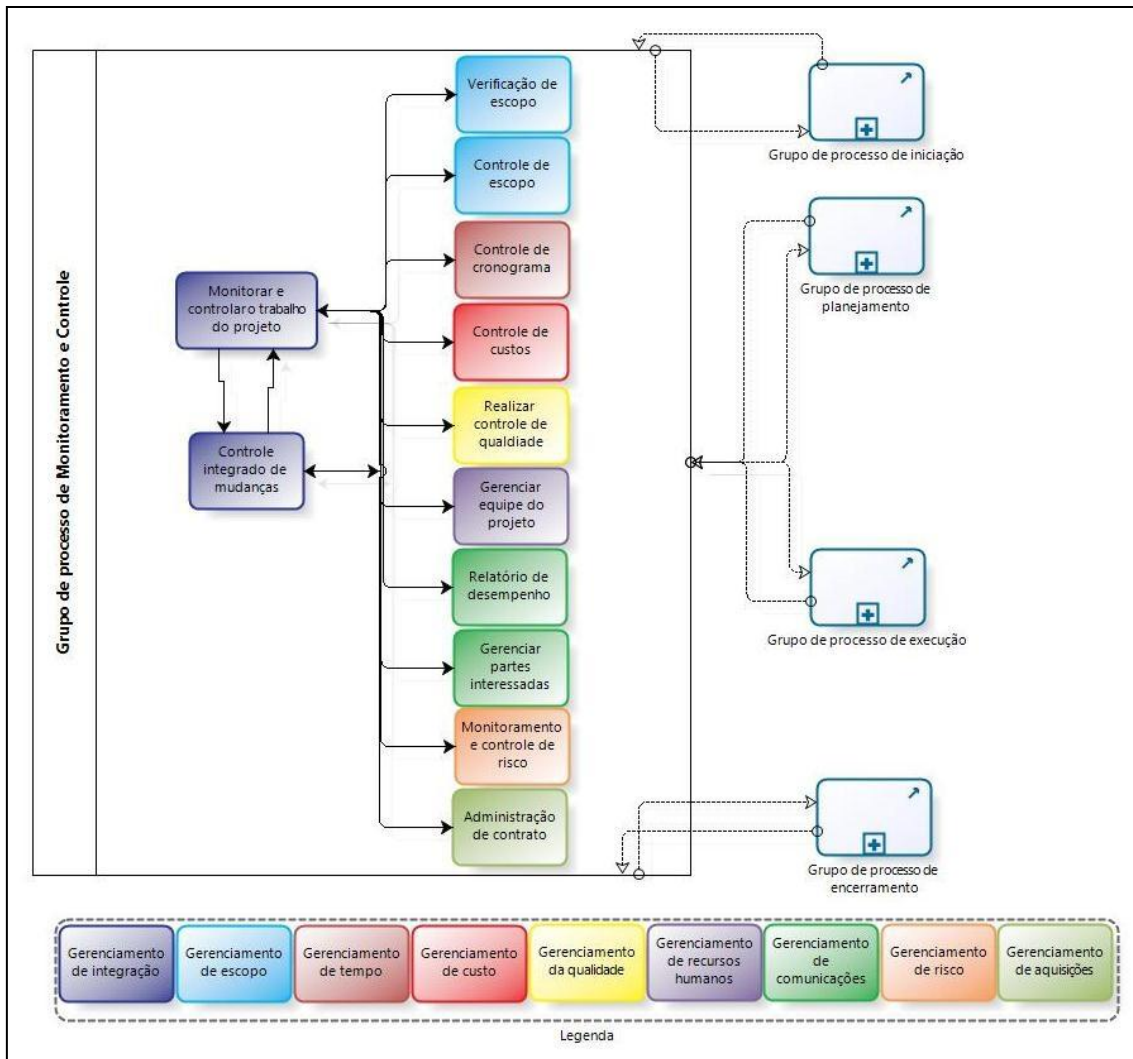 Grupo de processo de Monitoramento e Controle
Monitorar e
controlaro trabalho
do projeto
Controle
integrado de
mudanças
Verificação de
escopo
Controle de
escopo
Controle de
cronograma
Controle de
custos
Realizar
controle de
qualdiade
Gerenciar
equipe do
projeto
Relatório de
desempenho
Gerenciar
partes
interessadas
Monitoramento
e controle de
risco
Administração
de contrato
Grupo de processo de iniciação
Grupo de processo de
planejamento
Grupo de processo de execução
Grupo de processo de
encerramento
Gerenciamento
de integração
Gerenciamento
de escopo
Gerenciamento
de tempo
Gerenciamento
de custo
Gerenciamento
da qualidade
Gerenciamento
de recursos
humanos
Gerenciamento
de
comunicações
Gerenciamento
de risco
Gerenciamento
de aquisições
Legenda